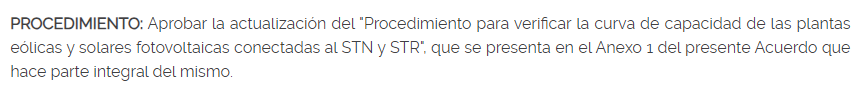 PROCEDIMIENTO: Aprobar la actualización del "Procedimiento para verificar la curva de capacidad de las plantas
eólicas y solares fotovoltaicas conectadas al STN y STR", que se presenta en el Anexo 1 del presente Acuerdo que
hace parte integral del mismo.